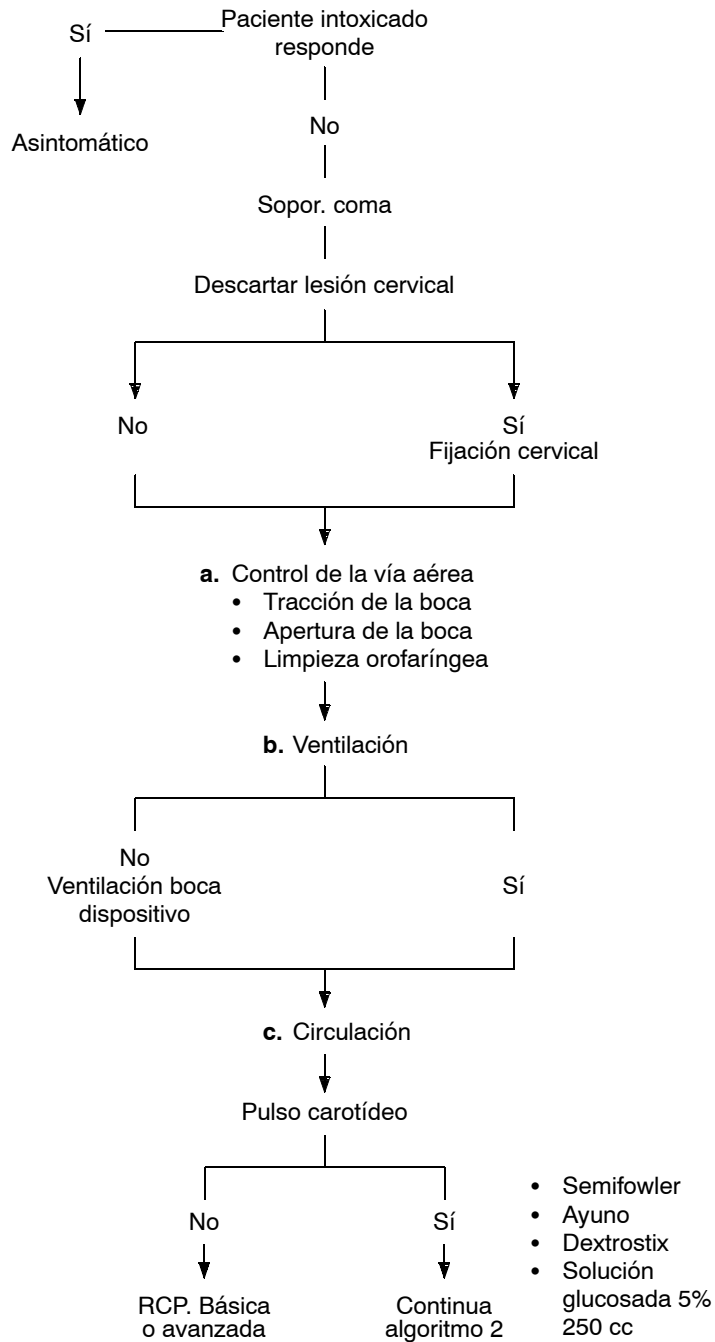 Paciente intoxicado
responde
Sí
Asintomático
No
Sopor. coma
Descartar lesión cervical
No
Sí
Fijación cervical
a. Control de la vía aérea
• Tracción de la boca
• Apertura de la boca
• Limpieza orofaríngea
b. Ventilación
No
Ventilación boca
dispositivo
Sí
c. Circulación
Pulso carotídeo
No
RCP. Básica
o avanzada
Sí
Continua
algoritmo 2
• Semifowler
• Ayuno
• Dextrostix
• Solución
glucosada 5%
250 cc